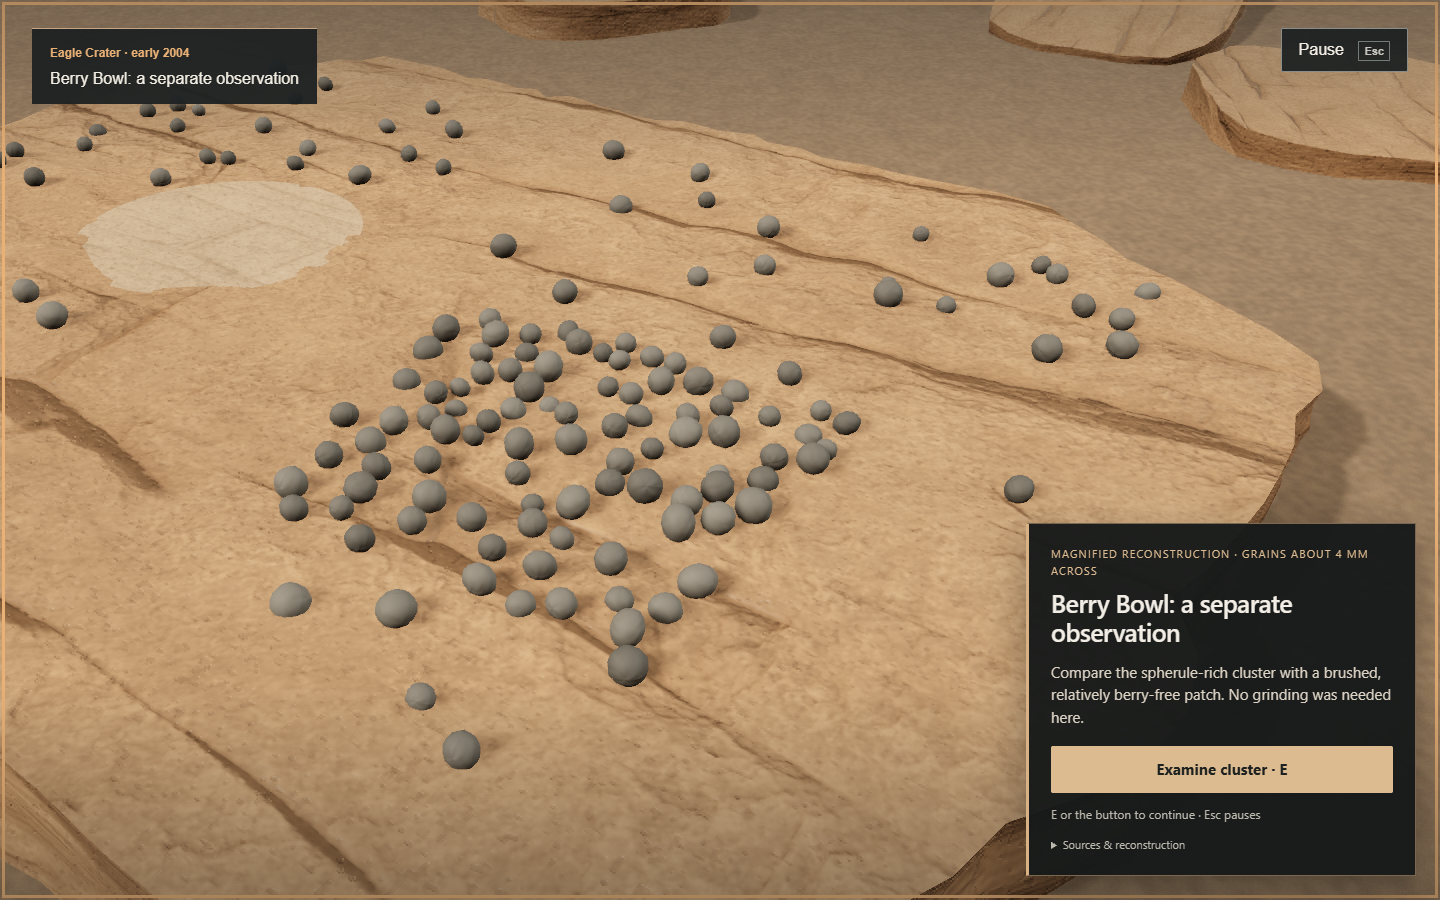 Eagle Crater · early 2004
Berry Bowl: a separate observation
Pause Esc
MAGNIFIED RECONSTRUCTION · GRAINS ABOUT 4 MM
ACROSS
Berry Bowl: a separate
observation
Compare the spherule-rich cluster with a brushed,
relatively berry-free patch. No grinding was needed
here.
Examine cluster · E
E or the button to continue · Esc pauses
Sources & reconstruction